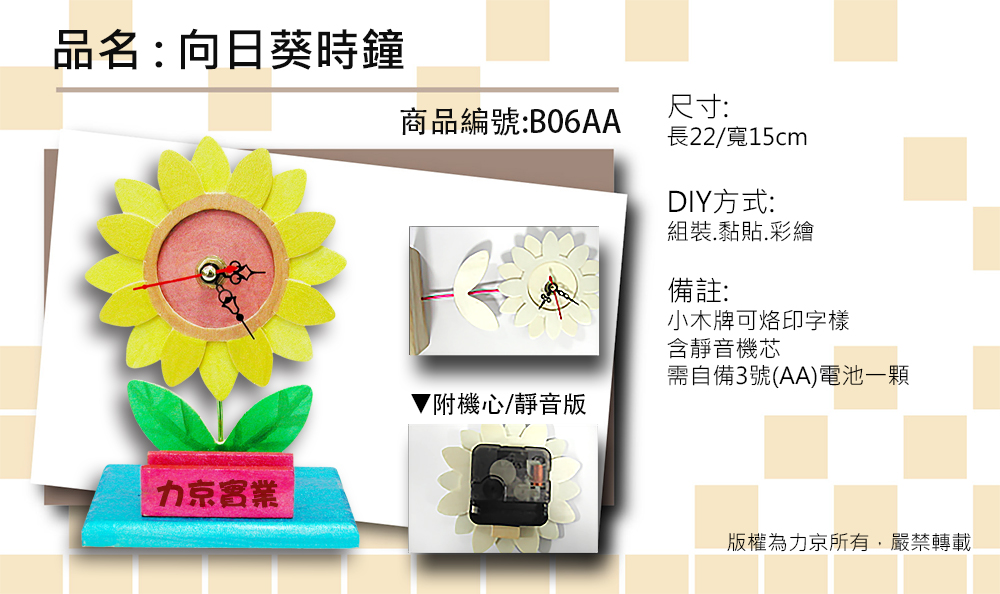 品名 : 向日葵時鐘
商品編號:B06AA
尺寸:
長22/寬15cm
DIY方式:
組裝.黏貼.彩繪
備註:
小木牌可烙印字樣
含靜音機芯
需自備3號(AA)電池一顆
▼附機心/靜音版
力京實業
版權為力京所有，嚴禁轉載